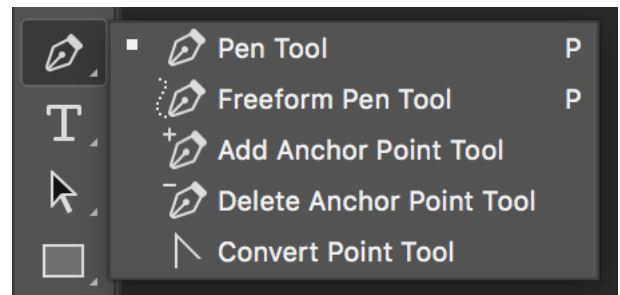 Pen Tool P
Freeform Pen Tool P
Add Anchor Point Tool
Delete Anchor Point Tool
Convert Point Tool
T